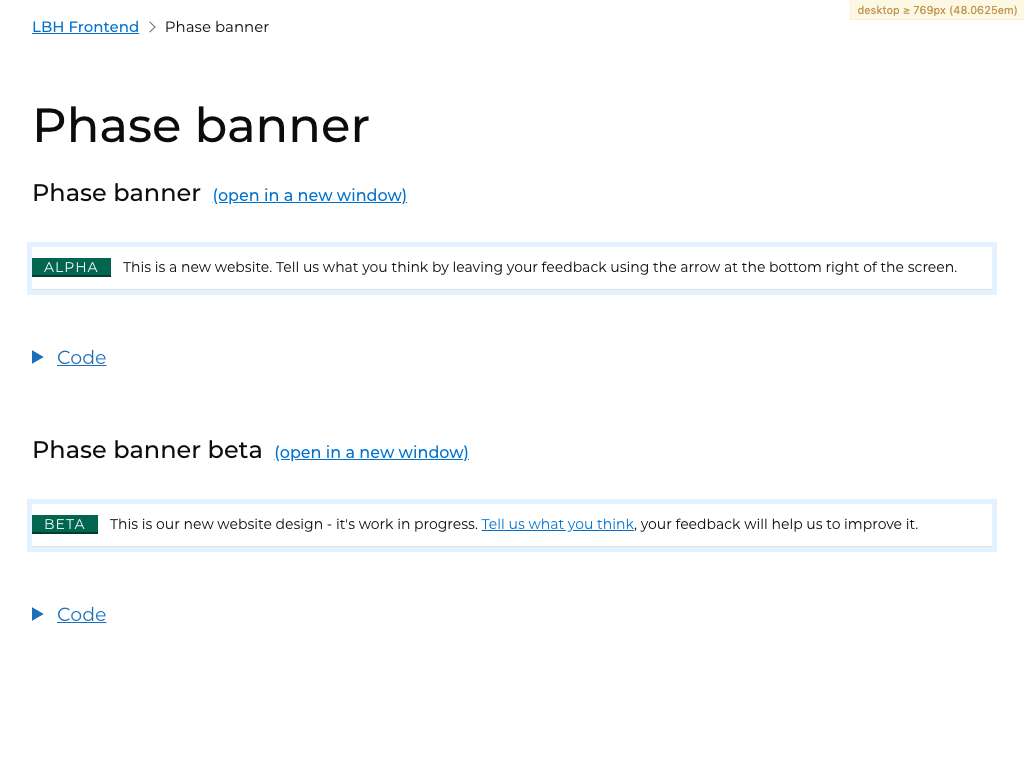 desktop ≥ 769px (48.0625em)
LBH Frontend > Phase banner
Phase banner
Phase banner (open in a new window)
ALPHA This is a new website. Tell us what you think by leaving your feedback using the arrow at the bottom right of the screen.
Code
Phase banner beta (open in a new window)
BETA This is our new website design - it's work in progress. Tell us what you think, your feedback will help us to improve it.
Code